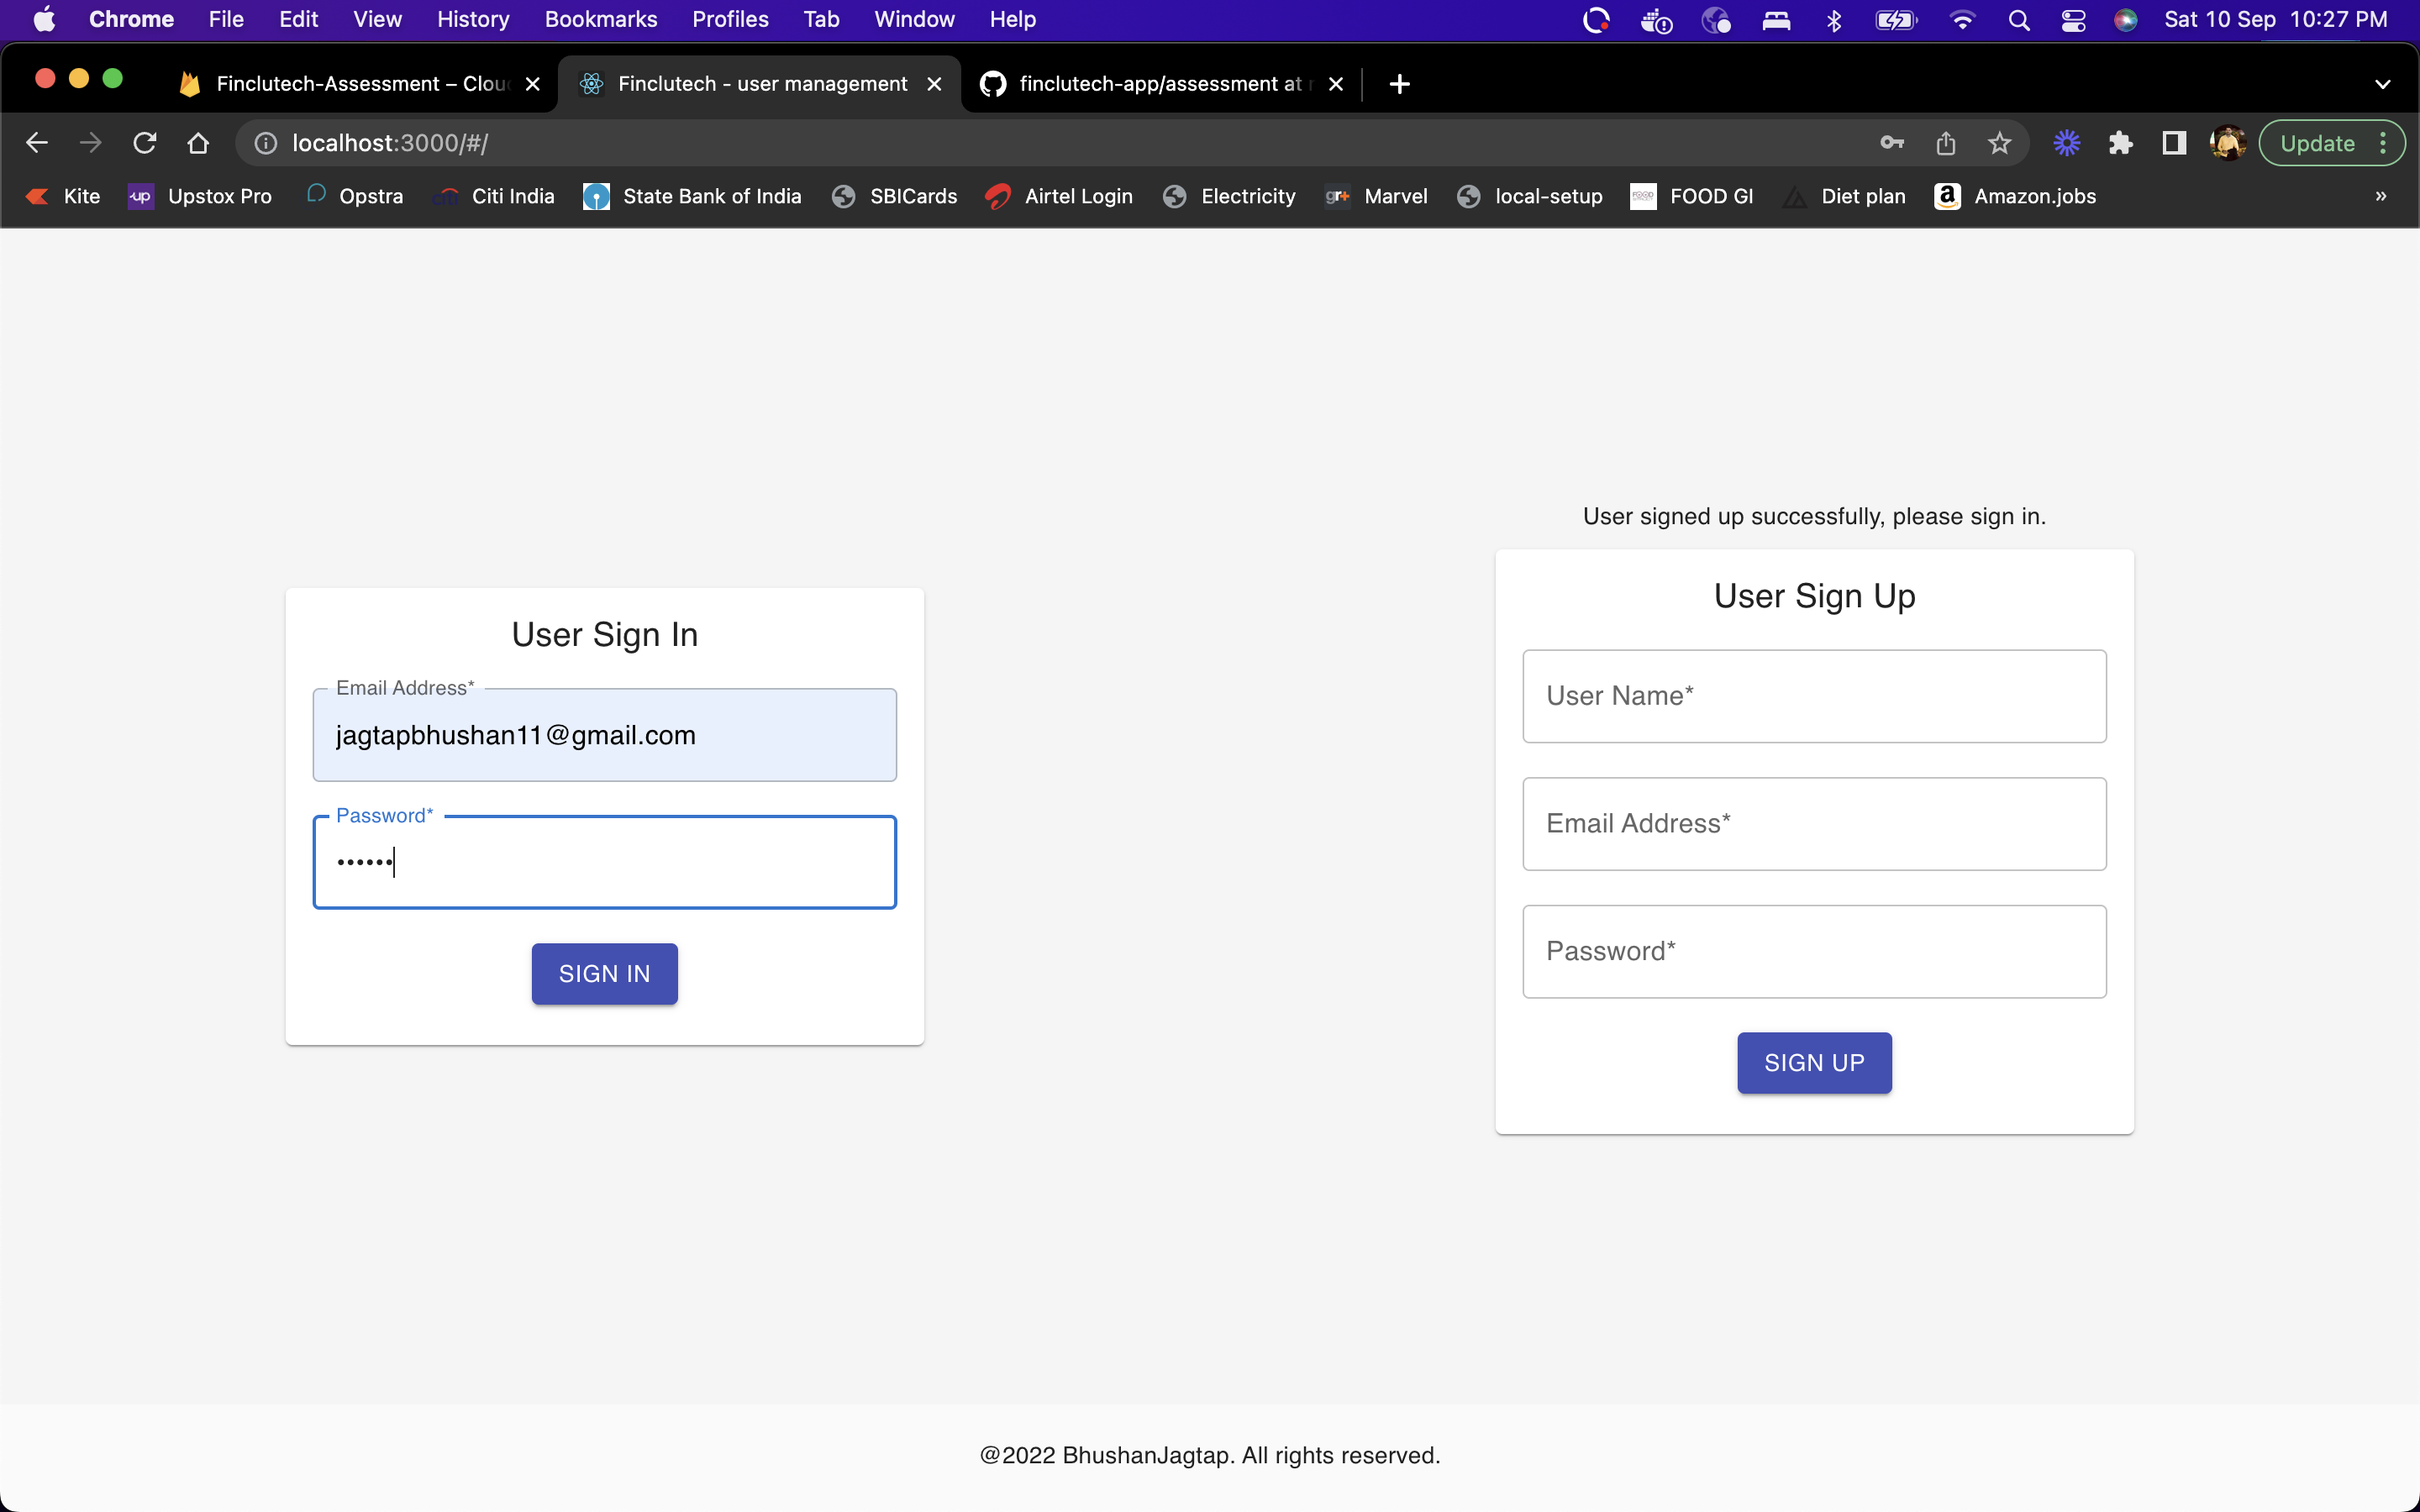 Chrome File Edit View History Bookmarks Profiles Tab Window Help Sat 10 Sep 10:27 PM
Finclutech-Assessment – Clou Finclutech - user management finclutech-app/assessment at
localhost:3000/#/ Update
Kite up Upstox Pro Opstra citi Citi India State Bank of India SBICards Airtel Login Electricity gr+ Marvel local-setup FOOD GI Diet plan a Amazon.jobs »
User signed up successfully, please sign in.
User Sign In
Email Address*
jagtapbhushan11@gmail.com
Password*
••••••
SIGN IN
User Sign Up
User Name*
Email Address*
Password*
SIGN UP
@2022 BhushanJagtap. All rights reserved.